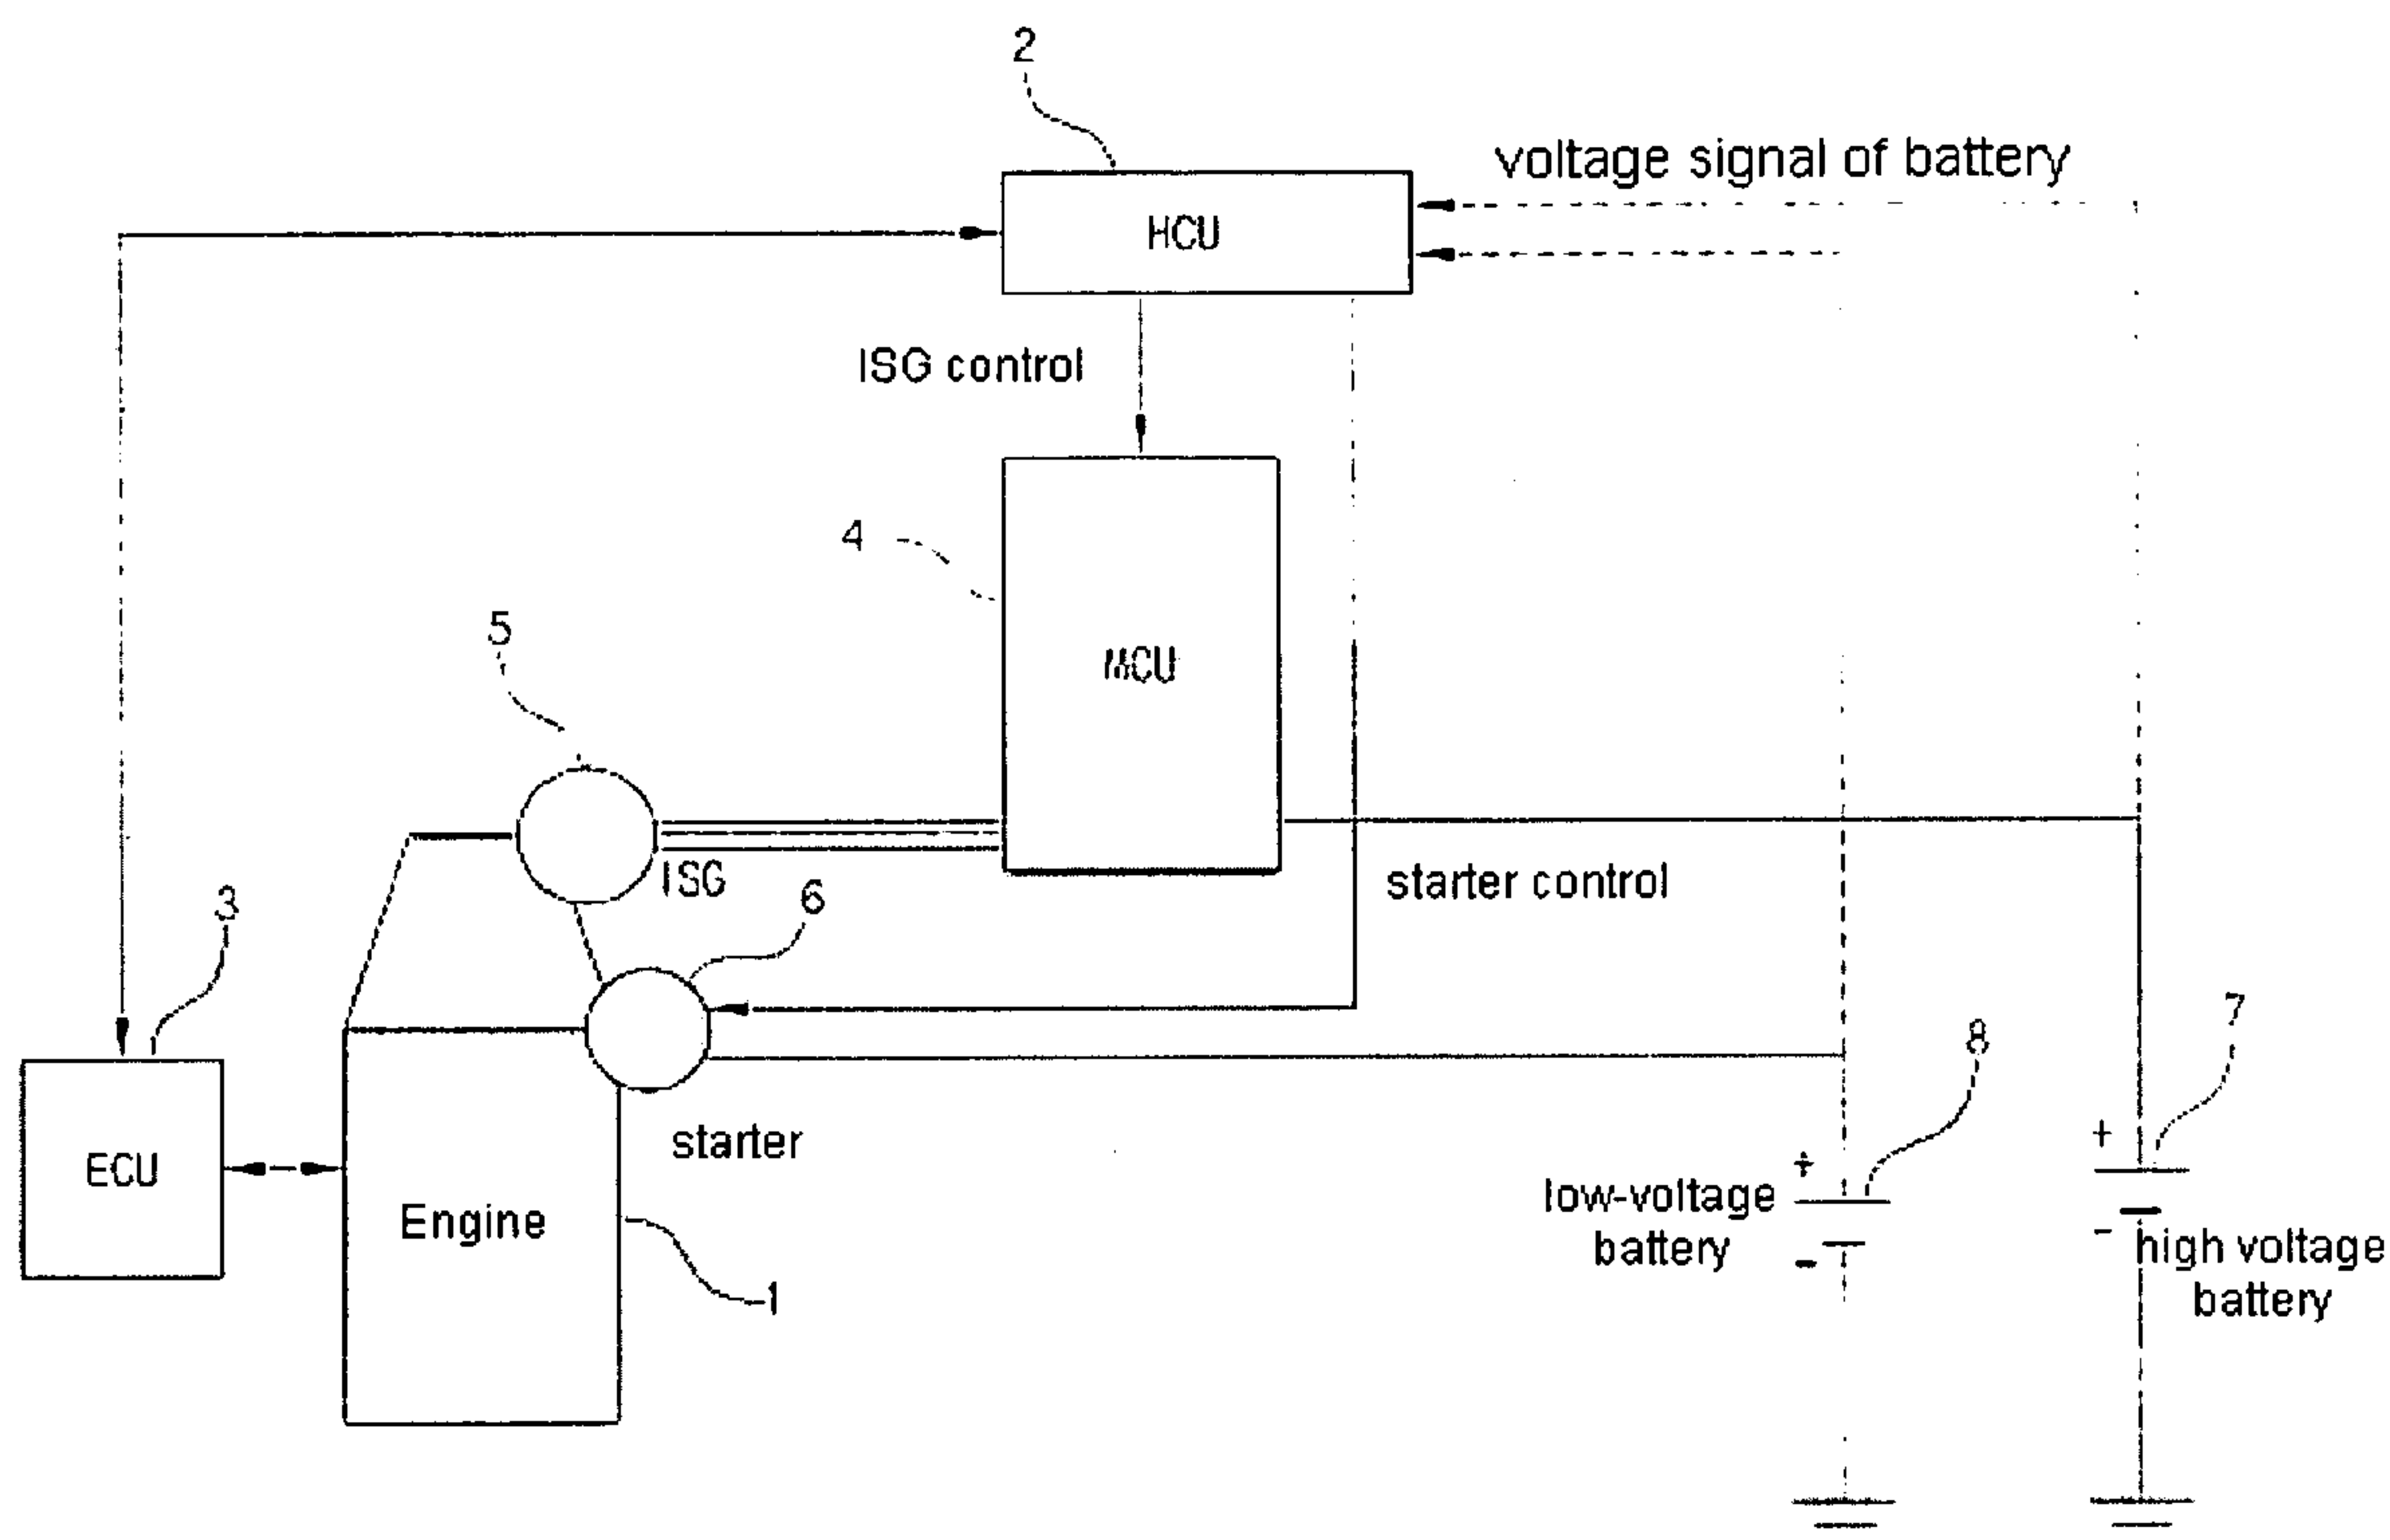 2
voltage signal of battery
HCU
ISG control
4
MCU
5
ISG
6
starter control
3
7
8
+
+
starter
ECU
low-voltage
battery
Engine
-
-
high voltage
battery
1